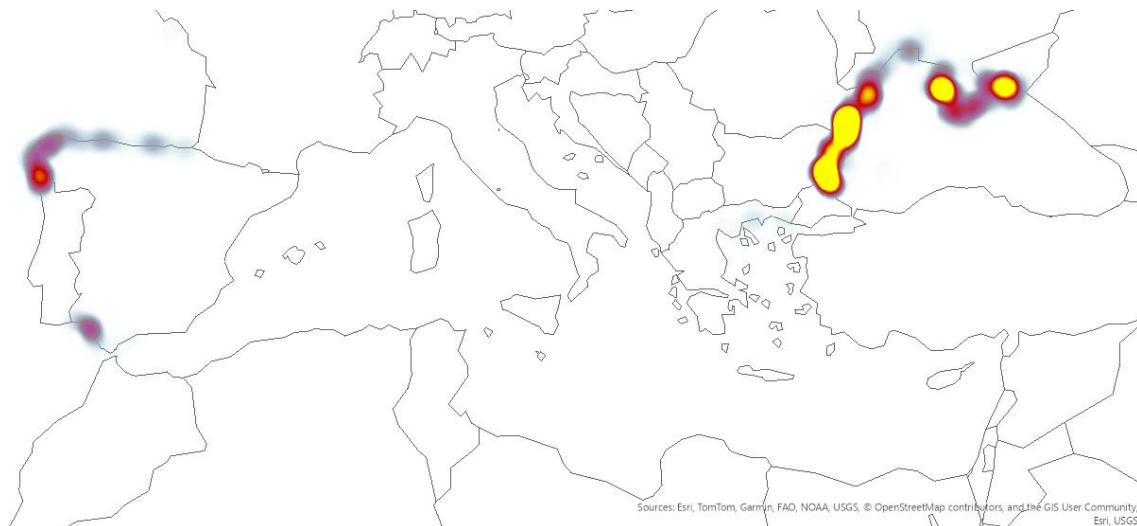 Sources: Esri, TomTom, Garmin, FAO, NOAA, USGS, © OpenStreetMap contributors, and the GIS User Community,
Esri, USGS